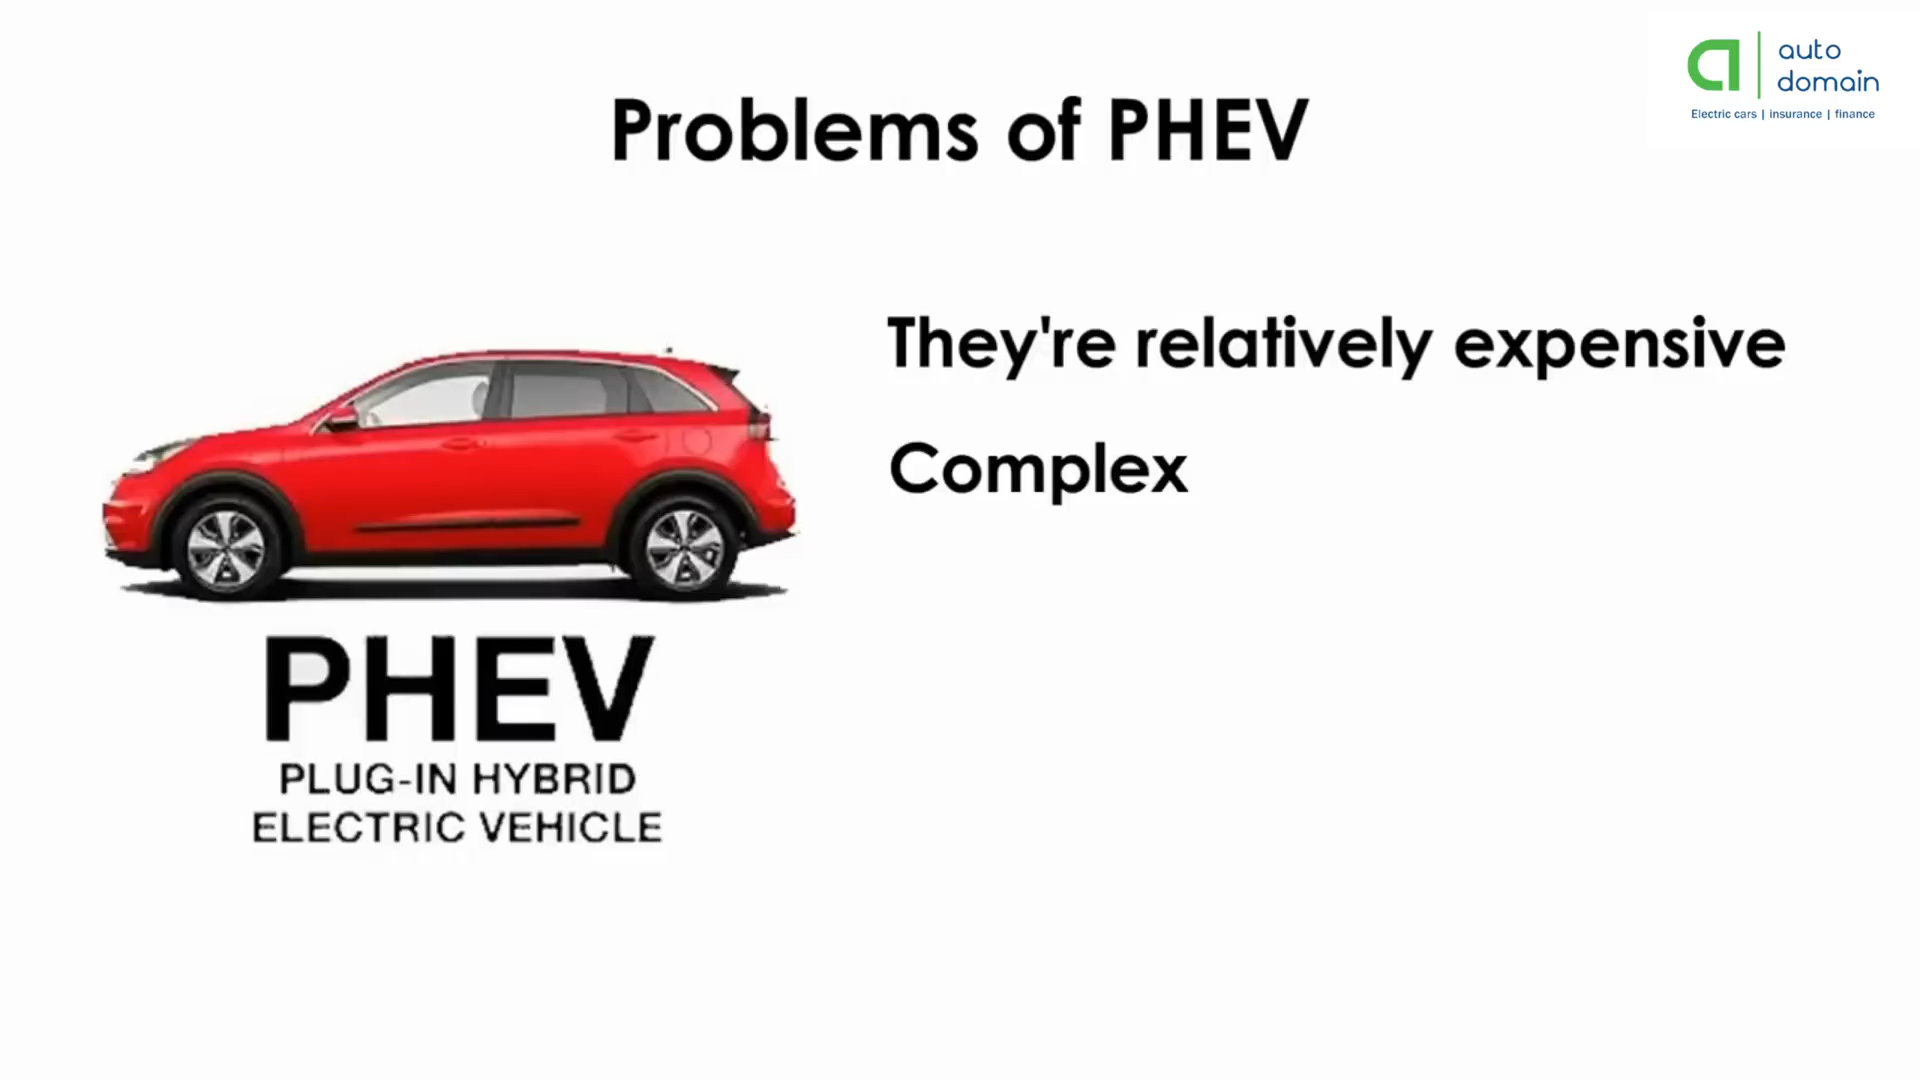 auto
domain
Electric cars | insurance | finance
Problems of PHEV
They're relatively expensive
Complex
PHEV
PLUG-IN HYBRID
ELECTRIC VEHICLE